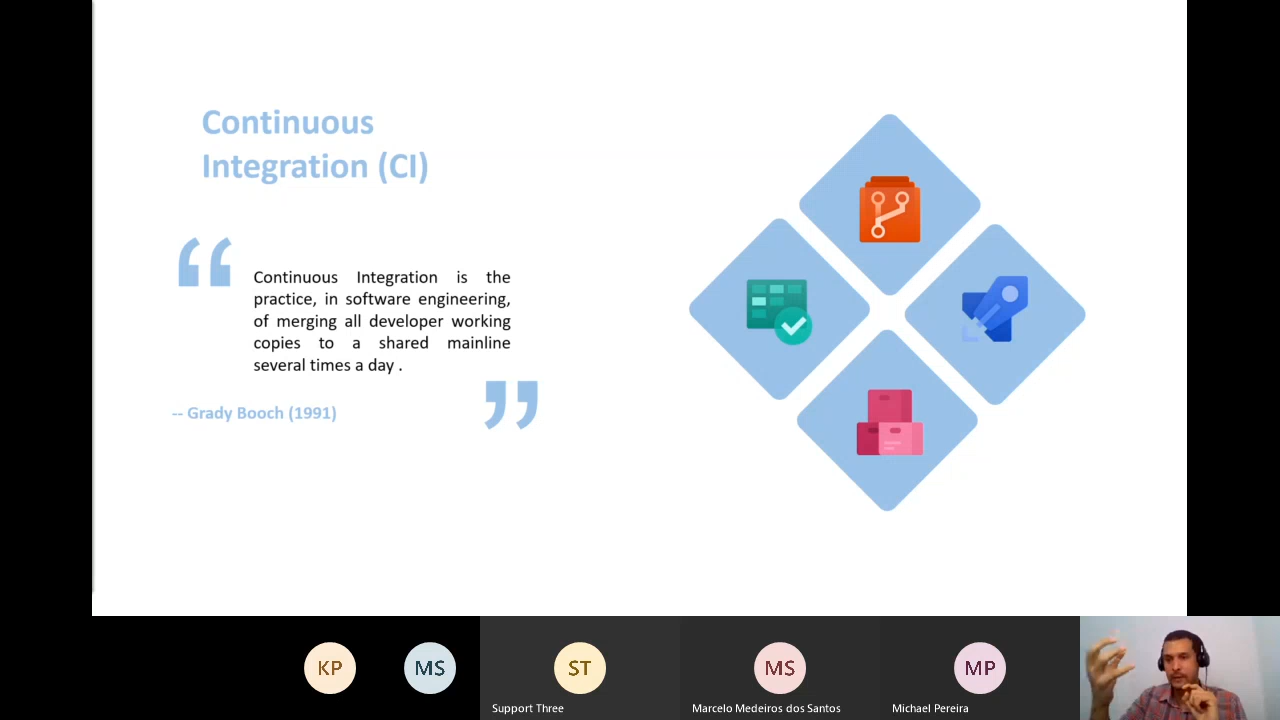 Continuous
Integration (CI)
“
Continuous Integration is the
practice, in software engineering,
of merging all developer working
copies to a shared mainline
several times a day .
”
-- Grady Booch (1991)
KP
MS
ST
MS
MP
Support Three
Marcelo Medeiros dos Santos
Michael Pereira